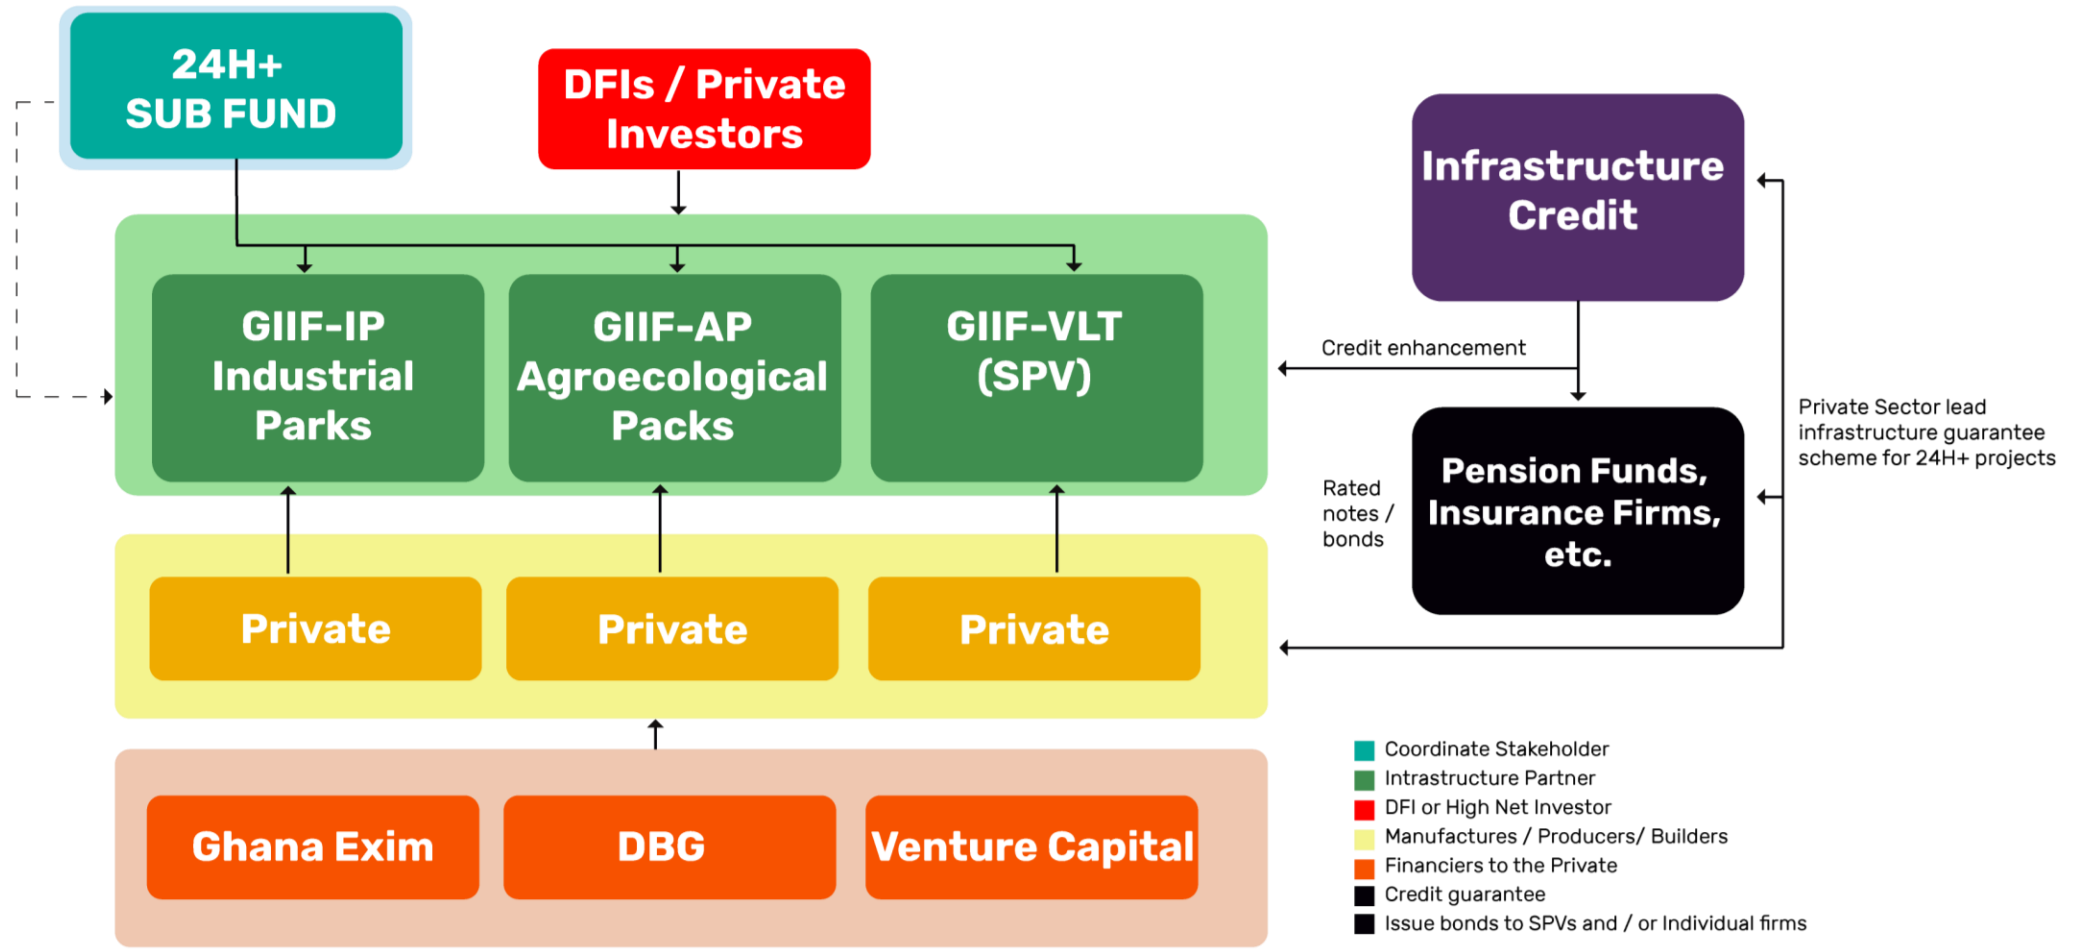 24H+
SUB FUND
DFIs / Private
Investors
Infrastructure
Credit
GIIF-IP
Industrial
Parks
GIIF-AP
Agroecological
Packs
GIIF-VLT
(SPV)
Credit enhancement
Private Sector lead
infrastructure guarantee
scheme for 24H+ projects
Rated
notes /
bonds
Pension Funds,
Insurance Firms,
etc.
Private
Private
Private
Ghana Exim
DBG
Venture Capital
Coordinate Stakeholder
Intrastructure Partner
DFI or High Net Investor
Manufactures / Producers/ Builders
Financiers to the Private
Credit guarantee
Issue bonds to SPVs and / or Individual firms